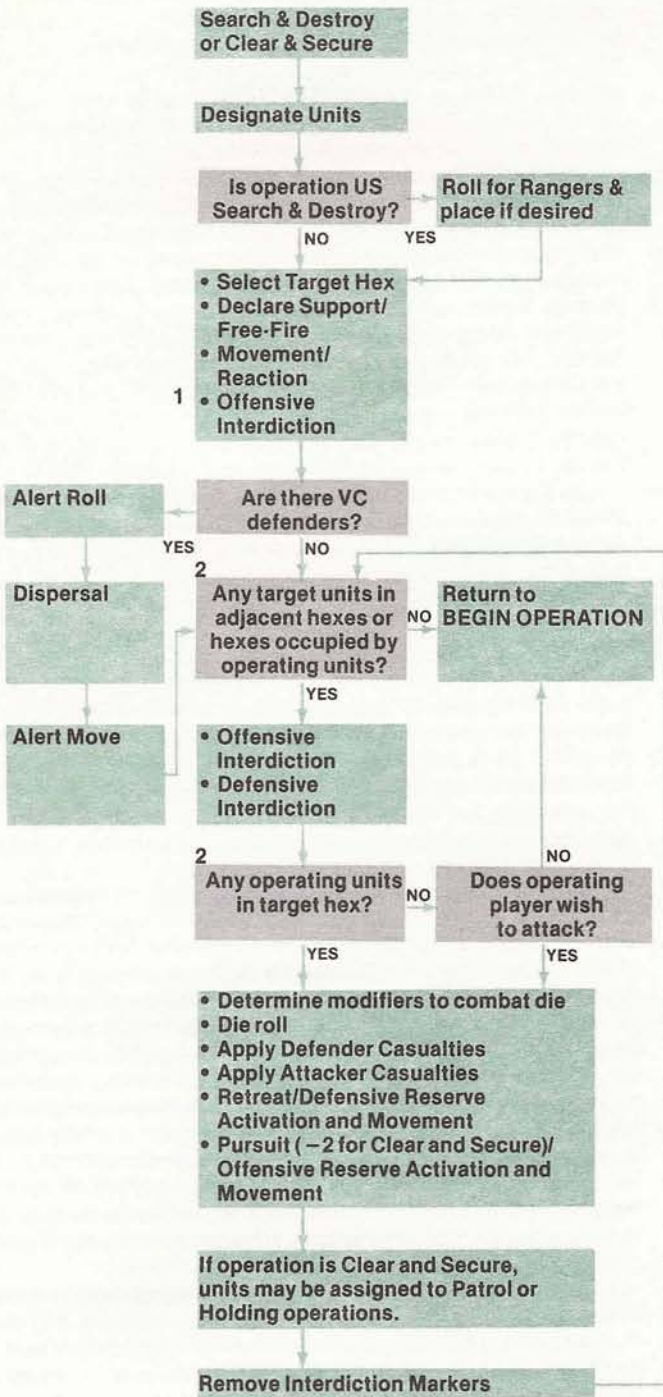 Search & Destroy
or Clear & Secure
Designate Units
Is operation US
Search & Destroy?
Roll for Rangers &
place if desired
NO
YES
• Select Target Hex
• Declare Support/
Free-Fire
• Movement/
Reaction
1
• Offensive
Interdiction
Alert Roll
Are there VC
defenders?
YES
NO
Dispersal
Alert Move
2
Any target units in
adjacent hexes or
hexes occupied by
operating units?
NO
Return to
BEGIN OPERATION
YES
• Offensive
Interdiction
• Defensive
Interdiction
2
Any operating units
in target hex?
NO
Does operating
player wish
to attack?
NO
YES
YES
• Determine modifiers to combat die
• Die roll
• Apply Defender Casualties
• Apply Attacker Casualties
• Retreat/Defensive Reserve
Activation and Movement
• Pursuit (−2 for Clear and Secure)/
Offensive Reserve Activation and
Movement
If operation is Clear and Secure,
units may be assigned to Patrol or
Holding operations.
Remove Interdiction Markers